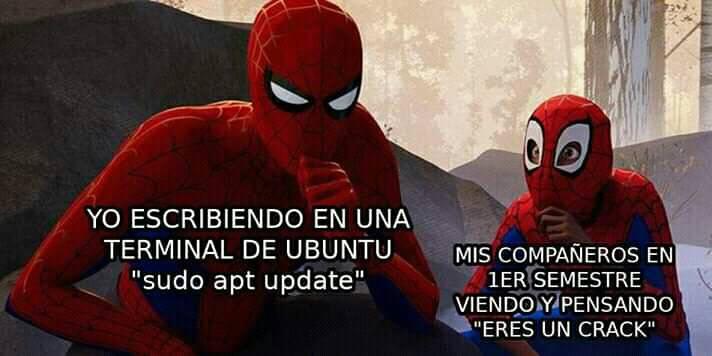 YO ESCRIBIENDO EN UNA
TERMINAL DE UBUNTU
"sudo apt update"
MIS COMPAÑEROS EN
1ER SEMESTRE
VIENDO Y PENSANDO
"ERES UN CRACK"